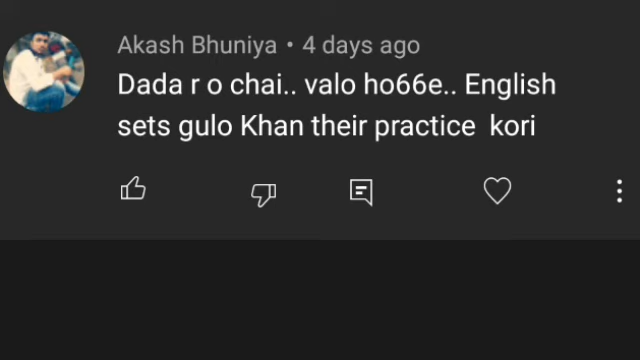 Akash Bhuniya • 4 days ago
Dada r o chai.. valo ho66e.. English
sets gulo Khan their practice kori